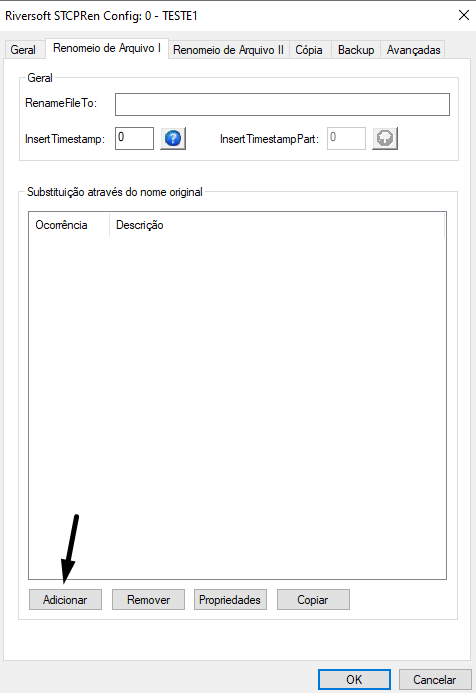 Riversoft STCPRen Config: 0 - TESTE1
Geral Renomeio de Arquivo I Renomeio de Arquivo II Cópia Backup Avançadas
Geral
RenameFileTo:
InsertTimestamp: 0 ? InsertTimestampPart: 0
Substituição através do nome original
Ocorrência Descrição
Adicionar Remover Propriedades Copiar
OK Cancelar